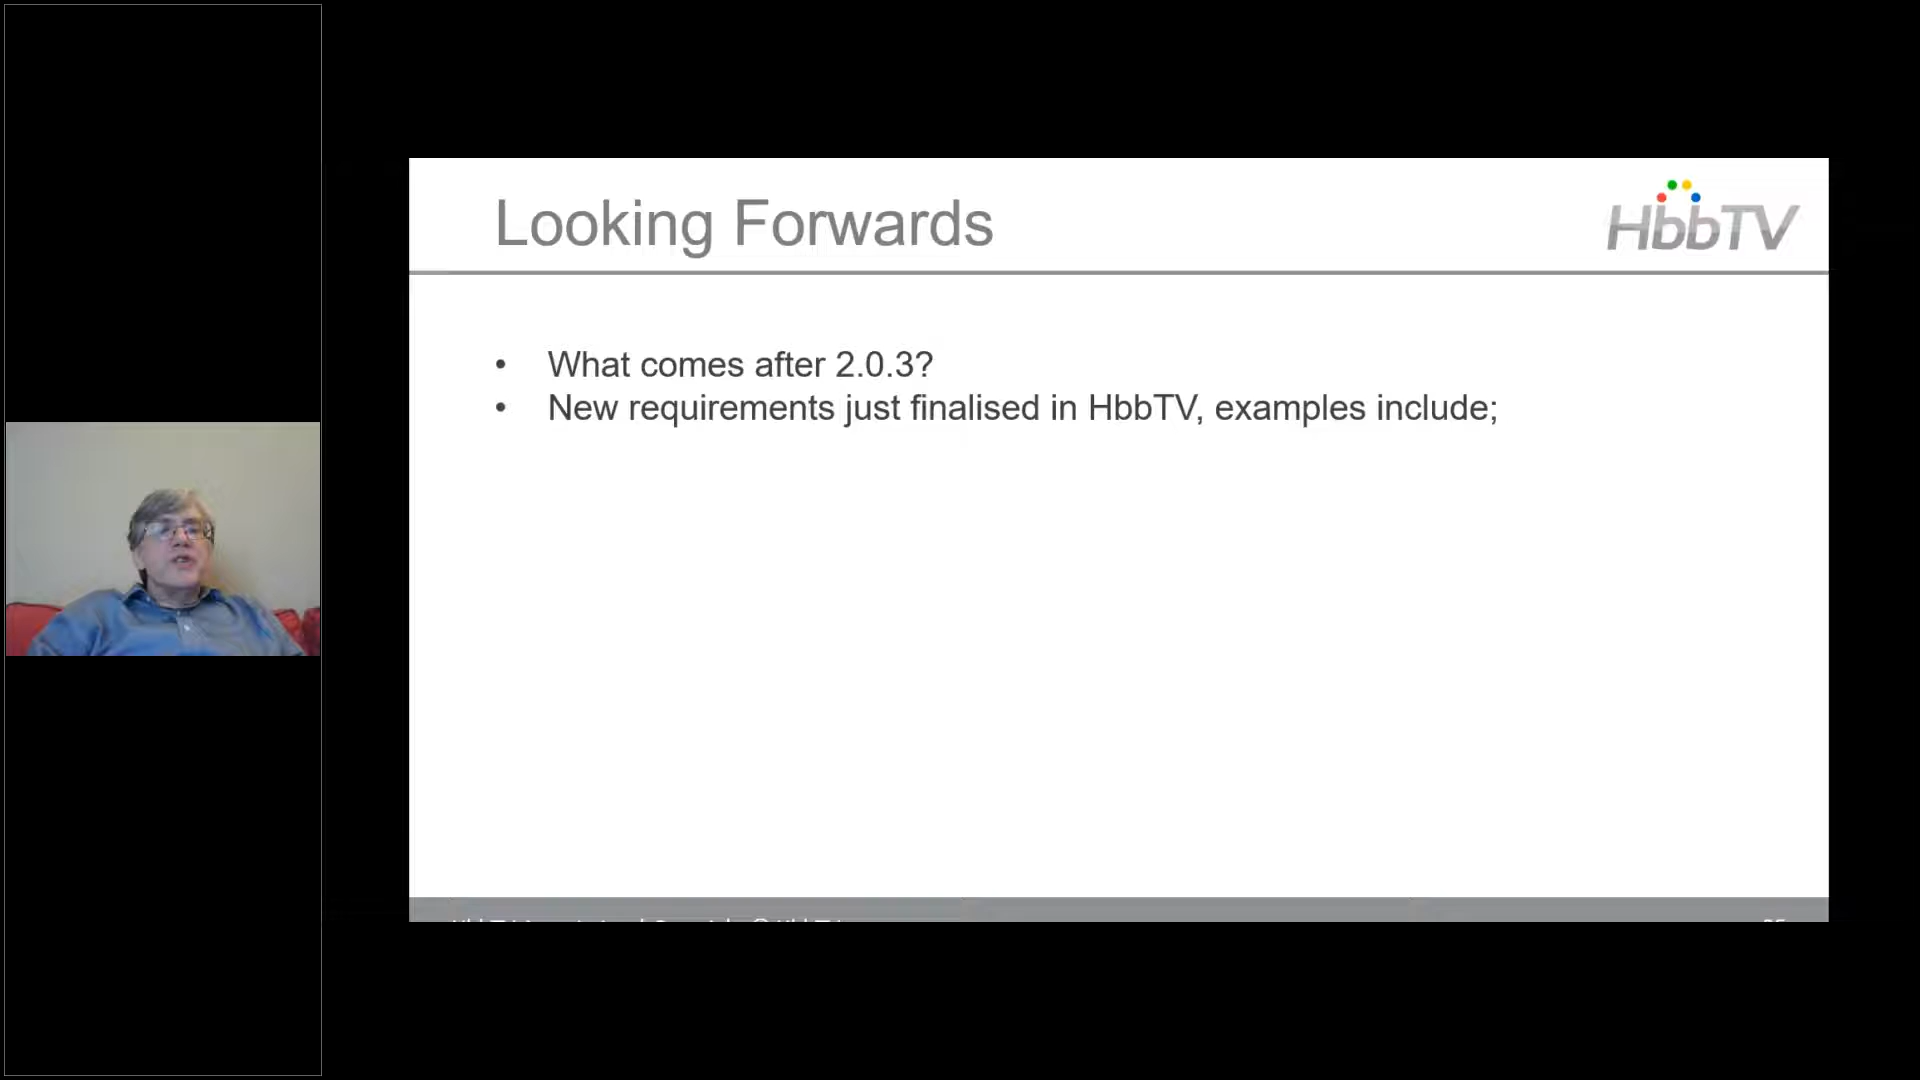 Looking Forwards
HbbTV
• What comes after 2.0.3?
• New requirements just finalised in HbbTV, examples include;